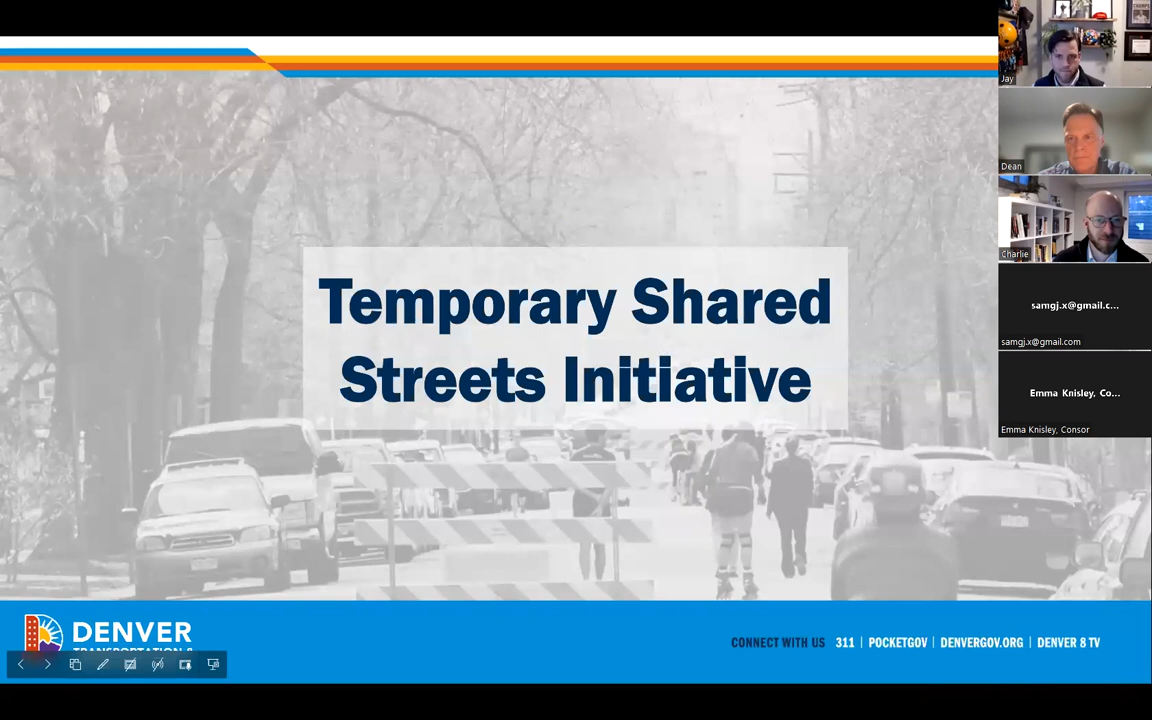 Temporary Shared
Streets Initiative
DENVER
TRANSPORTATION &
CONNECT WITH US 311 | POCKETGOV | DENVERGOV.ORG | DENVER 8 TV
Jay
Dean
Charlie
samgj.x@gmail.c...
samgj.x@gmail.com
Emma Knisley, Co...
Emma Knisley, Consor